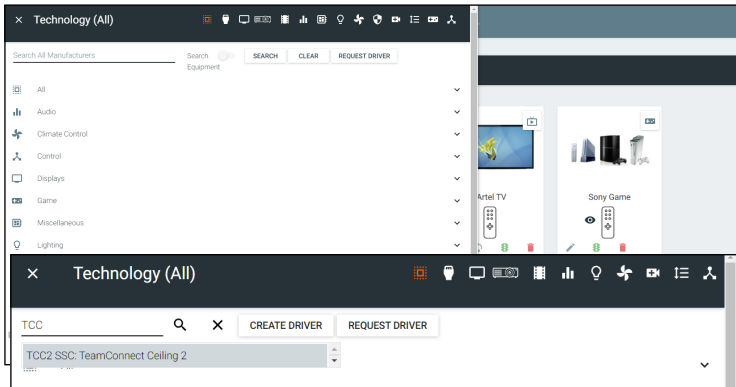 Technology (All)
Search All Manufacturers
Search Equipment
SEARCH
CLEAR
REQUEST DRIVER
All
Audio
Climate Control
Control
Displays
Game
Miscellaneous
Lighting
Artel TV
Sony Game
Technology (All)
TCC
CREATE DRIVER
REQUEST DRIVER
TCC2 SSC: TeamConnect Ceiling 2